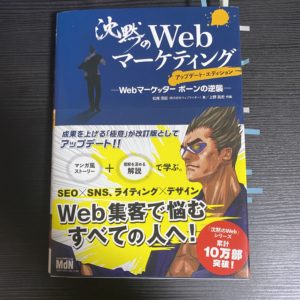 沈黙のWeb
マーケティング
アップデート・エディション
―Webマーケッター ボーンの逆襲―
成果を上げる「極意」が改訂版として
アップデート!!
マンガ風
ストーリー
+
理解を深める
解説
で学ぶ。
SEO×SNS、ライティング×デザイン
Web集客で悩む
すべての人へ!
『沈黙のWeb』
シリーズ
累計
10万部
突破!
MdN